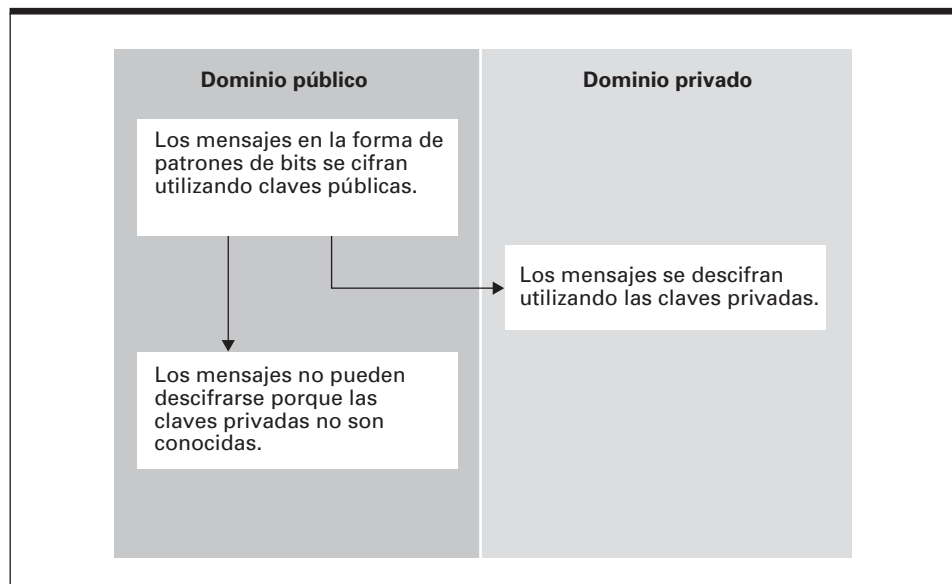 Dominio público
Dominio privado
Los mensajes en la forma de
patrones de bits se cifran
utilizando claves públicas.
Los mensajes se descifran
utilizando las claves privadas.
Los mensajes no pueden
descifrarse porque las
claves privadas no son
conocidas.